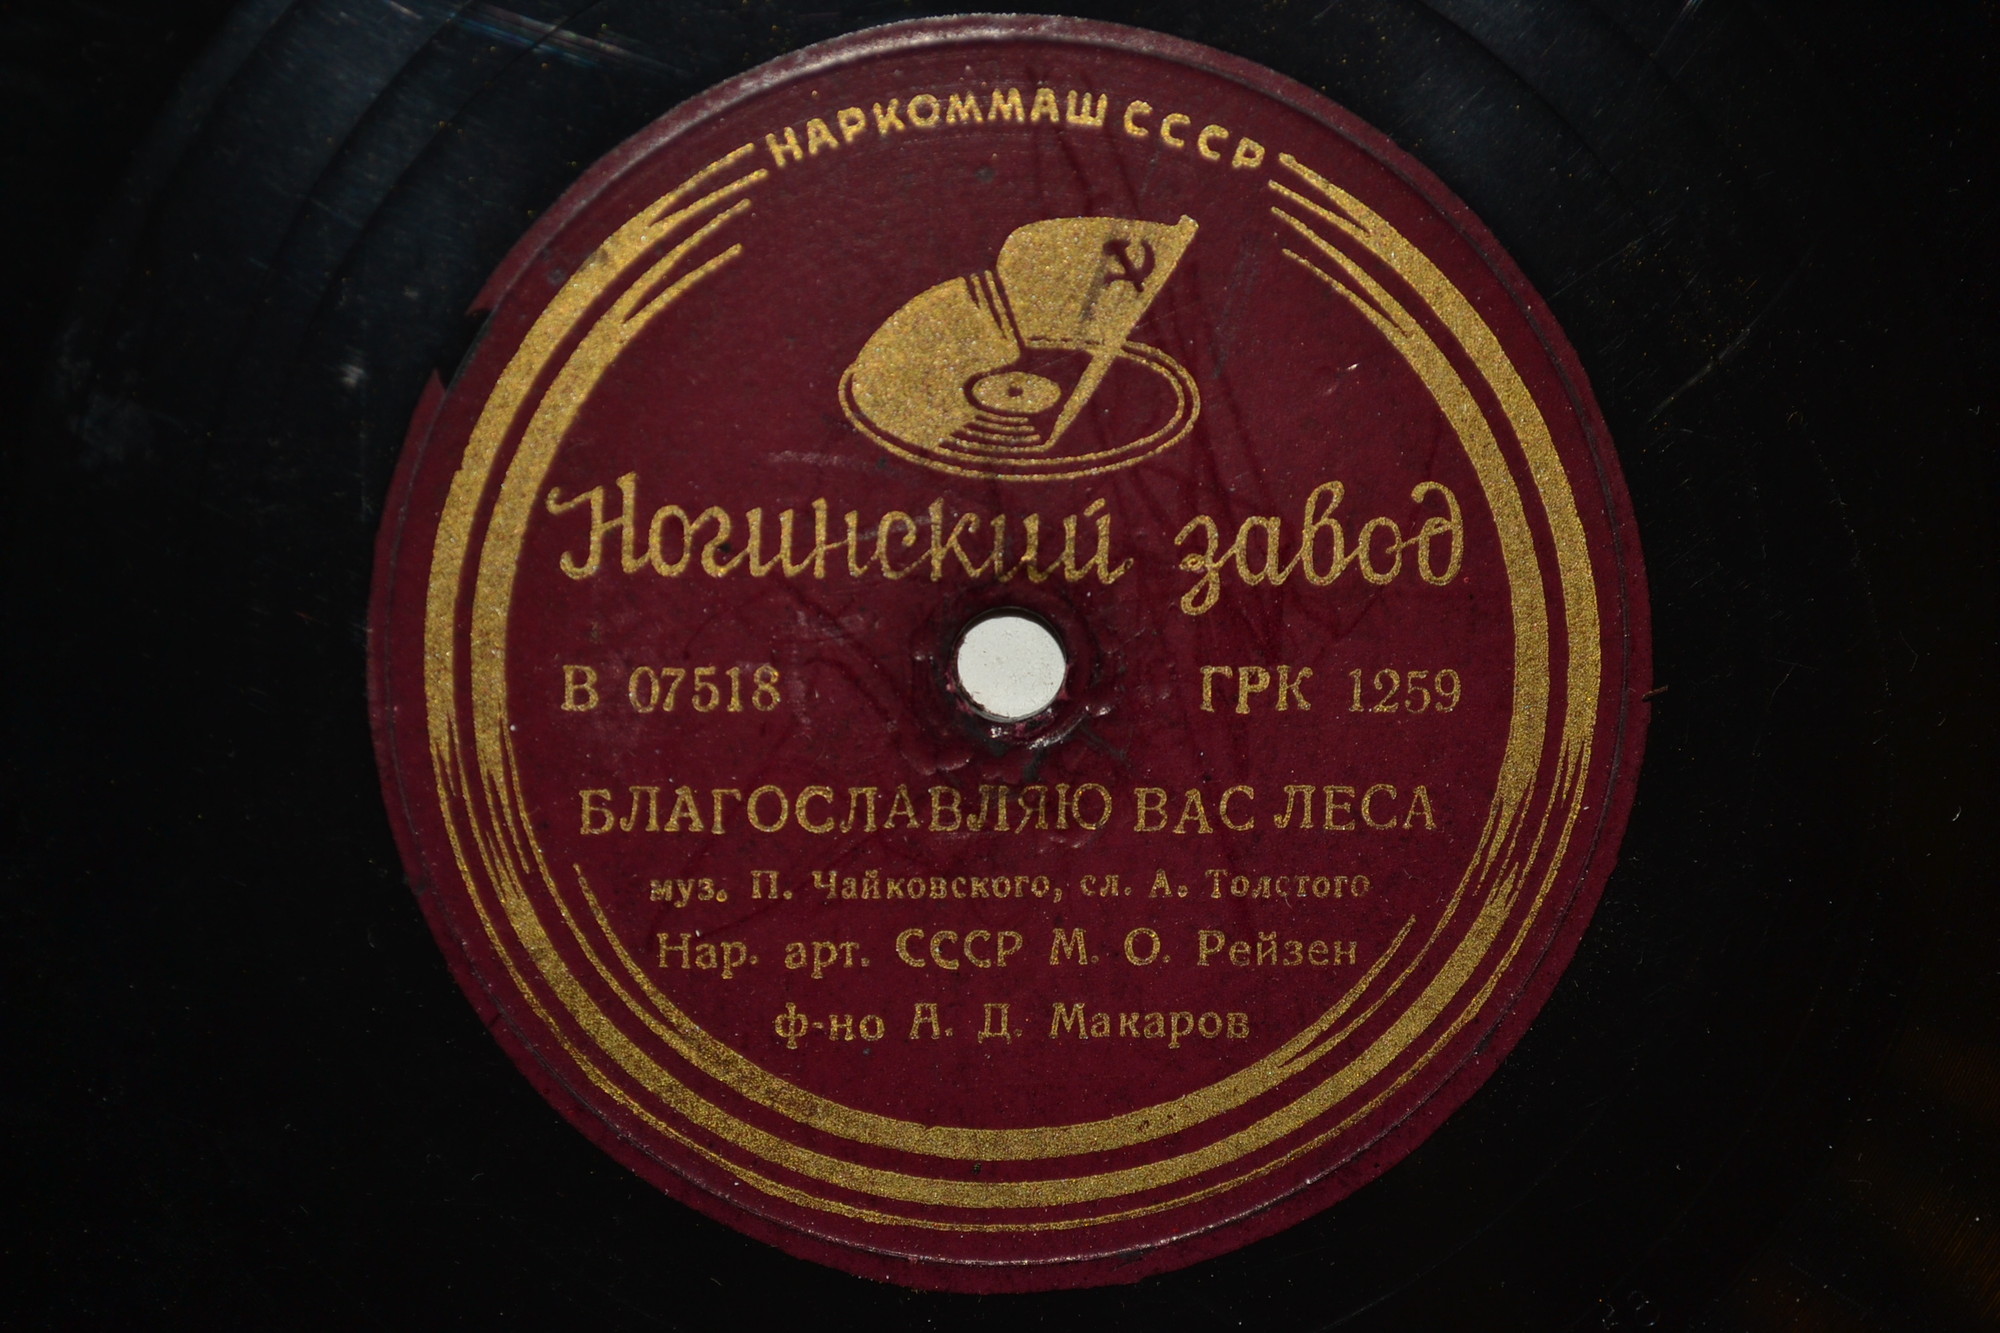 НАРКОММАШ СССР
Ногинский завод
В 07518 ГРК 1259
БЛАГОСЛАВЛЯЮ ВАС ЛЕСА
муз. П. Чайковского, сл. А. Толстого
Нар. арт. СССР М. О. Рейзен
ф-но А. Д. Макаров